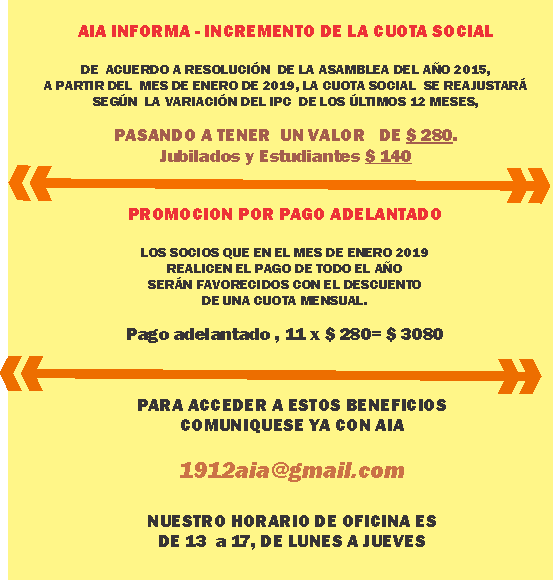 AIA INFORMA - INCREMENTO DE LA CUOTA SOCIAL
DE ACUERDO A RESOLUCIÓN DE LA ASAMBLEA DEL AÑO 2015,
A PARTIR DEL MES DE ENERO DE 2019, LA CUOTA SOCIAL SE REAJUSTARÁ
SEGÚN LA VARIACIÓN DEL IPC DE LOS ÚLTIMOS 12 MESES,
PASANDO A TENER UN VALOR DE $ 280.
Jubilados y Estudiantes $ 140
PROMOCION POR PAGO ADELANTADO
LOS SOCIOS QUE EN EL MES DE ENERO 2019
REALICEN EL PAGO DE TODO EL AÑO
SERÁN FAVORECIDOS CON EL DESCUENTO
DE UNA CUOTA MENSUAL.
Pago adelantado , 11 x $ 280= $ 3080
PARA ACCEDER A ESTOS BENEFICIOS
COMUNIQUESE YA CON AIA
1912aia@gmail.com
NUESTRO HORARIO DE OFICINA ES
DE 13 a 17, DE LUNES A JUEVES